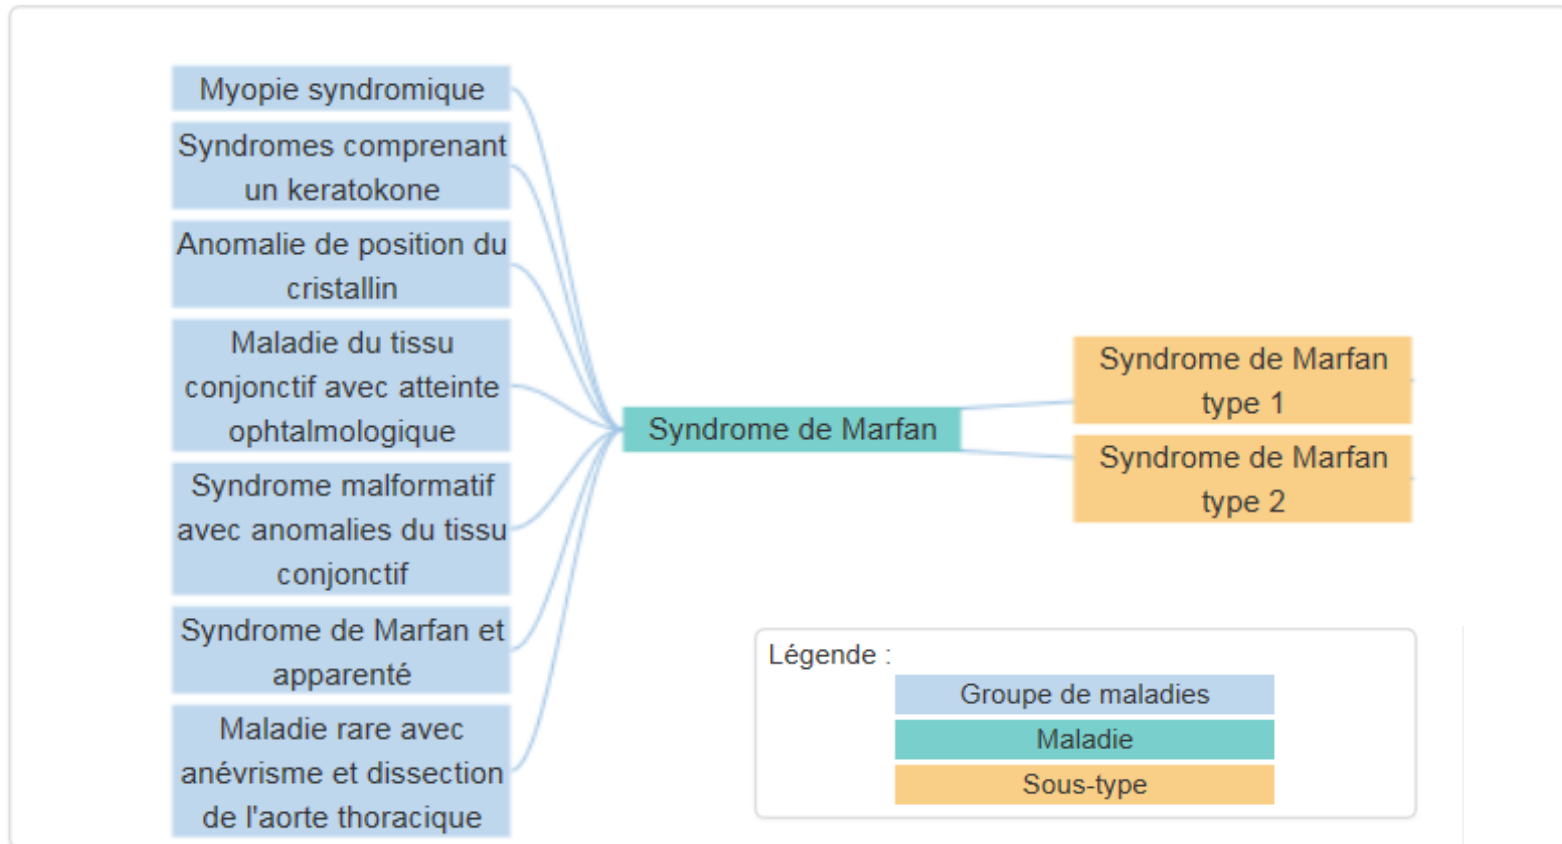 Myopie syndromique
Syndromes comprenant
un keratokone
Anomalie de position du
cristallin
Maladie du tissu
conjonctif avec atteinte
ophtalmologique
Syndrome malformatif
avec anomalies du tissu
conjonctif
Syndrome de Marfan et
apparenté
Maladie rare avec
anévrisme et dissection
de l'aorte thoracique
Syndrome de Marfan
Syndrome de Marfan
type 1
Syndrome de Marfan
type 2
Légende :
Groupe de maladies
Maladie
Sous-type